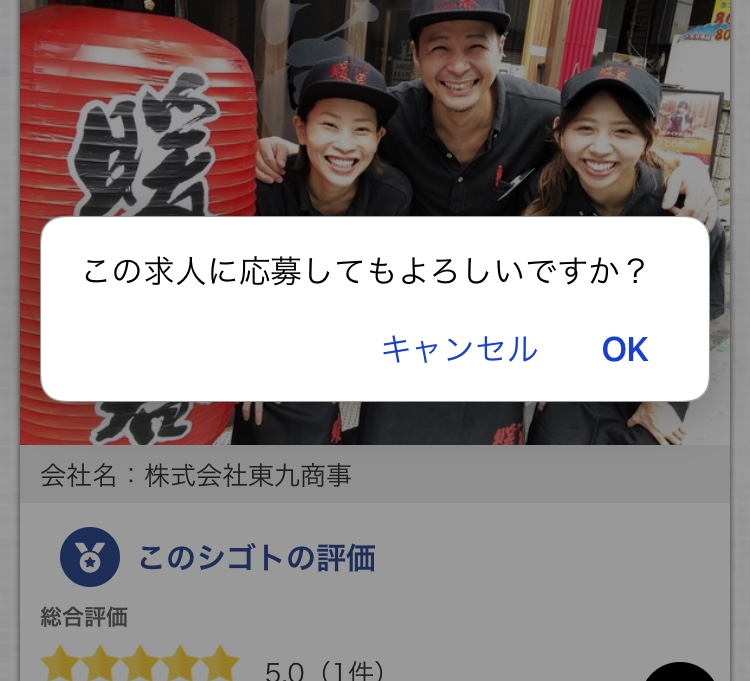 この求人に応募してもよろしいですか？
キャンセル
OK
会社名：株式会社東九商事
このシゴトの評価
総合評価
5.0（1件）